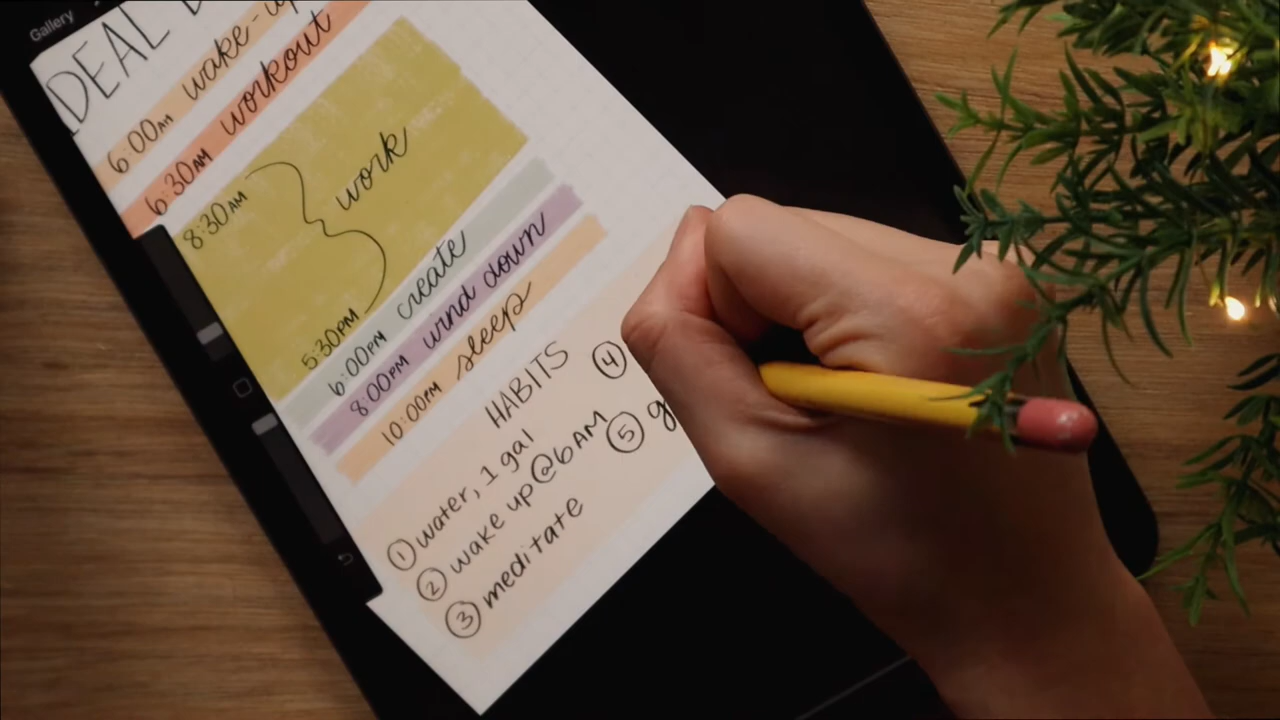 Gallery
DEAL
6:00AM wake-up
6:30AM workout
8:30AM
work
5:30PM
6:00PM create
8:00PM wind down
10:00PM sleep
HABITS
① water, 1 gal
② wake up @ 6AM
③ meditate
④
⑤ g